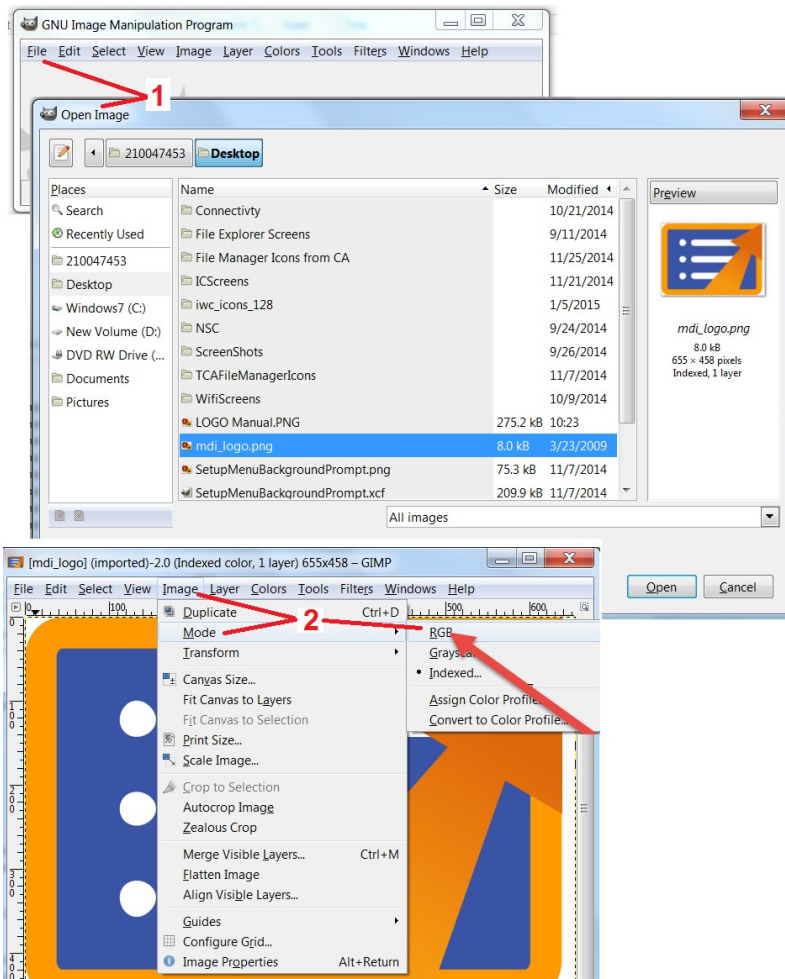 GNU Image Manipulation Program
File Edit Select View Image Layer Colors Tools Filters Windows Help
1
Open Image
210047453 Desktop
Places Name Size Modified Preview
Search Connectivty 10/21/2014
Recently Used File Explorer Screens 9/11/2014
210047453 File Manager Icons from CA 11/25/2014
Desktop ICScreens 11/21/2014
Windows7 (C:) iwc_icons_128 1/5/2015
New Volume (D:) NSC 9/24/2014 mdi_logo.png
DVD RW Drive (... ScreenShots 9/26/2014 8.0 kB
655 × 458 pixels
Documents TCAFileManagerIcons 11/7/2014 Indexed, 1 layer
Pictures WifiScreens 10/9/2014
LOGO Manual.PNG 275.2 kB 10:23
mdi_logo.png 8.0 kB 3/23/2009
SetupMenuBackgroundPrompt.png 75.3 kB 11/7/2014
SetupMenuBackgroundPrompt.xcf 209.9 kB 11/7/2014
All images
Open Cancel
[mdi_logo] (imported)-2.0 (Indexed color, 1 layer) 655x458 – GIMP
File Edit Select View Image Layer Colors Tools Filters Windows Help
0 100 500 600
Duplicate Ctrl+D
2
Mode RGB
Transform
Indexed...
Canvas Size...
Fit Canvas to Layers Assign Color Profile...
Fit Canvas to Selection Convert to Color Profile...
Print Size...
Scale Image...
Crop to Selection
Autocrop Image
Zealous Crop
Merge Visible Layers... Ctrl+M
Flatten Image
Align Visible Layers...
Guides
Configure Grid...
Image Properties Alt+Return